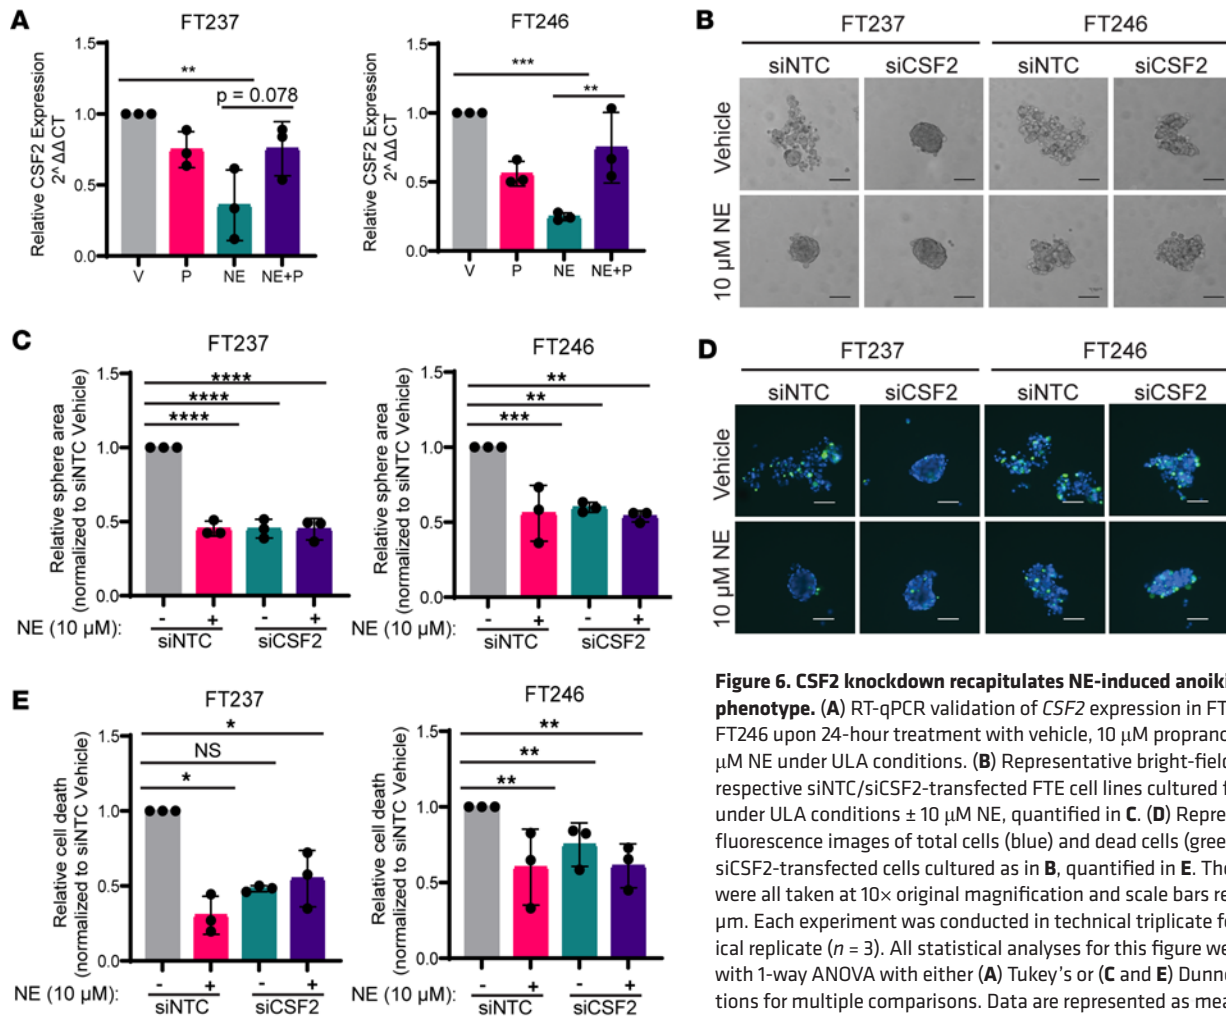 A
FT237
Relative CSF2 Expression
2^ ΔΔ CT
1.5
1.0
0.5
0.0
**
p = 0.078
V P NE NE+P
FT246
Relative CSF2 Expression
2^ ΔΔ CT
1.5
1.0
0.5
0.0
***
**
V P NE NE+P
B
FT237 FT246
siNTC siCSF2 siNTC siCSF2
Vehicle
10 µM NE
C
FT237
Relative sphere area
(normalized to siNTC Vehicle)
1.5
1.0
0.5
0.0
****
****
****
NE (10 µM): - + - +
siNTC siCSF2
FT246
Relative sphere area
(normalized to siNTC Vehicle)
1.5
1.0
0.5
0.0
**
**
***
NE (10 µM): - + - +
siNTC siCSF2
D
FT237 FT246
siNTC siCSF2 siNTC siCSF2
Vehicle
10 µM NE
E
FT237
Relative cell death
(normalized to siNTC Vehicle)
1.5
1.0
0.5
0.0
*
NS
*
NE (10 µM): - + - +
siNTC siCSF2
FT246
Relative cell death
(normalized to siNTC Vehicle)
1.5
1.0
0.5
0.0
**
**
**
NE (10 µM): - + - +
siNTC siCSF2
Figure 6. CSF2 knockdown recapitulates NE-induced anoiki
phenotype. (A) RT-qPCR validation of CSF2 expression in FT
FT246 upon 24-hour treatment with vehicle, 10 µM propranc
µM NE under ULA conditions. (B) Representative bright-field
respective siNTC/siCSF2-transfected FTE cell lines cultured f
under ULA conditions ± 10 µM NE, quantified in C. (D) Repre
fluorescence images of total cells (blue) and dead cells (gree
siCSF2-transfected cells cultured as in B, quantified in E. The
were all taken at 10× original magnification and scale bars re
µm. Each experiment was conducted in technical triplicate fo
ical replicate (n = 3). All statistical analyses for this figure we
with 1-way ANOVA with either (A) Tukey's or (C and E) Dunne
tions for multiple comparisons. Data are represented as mea